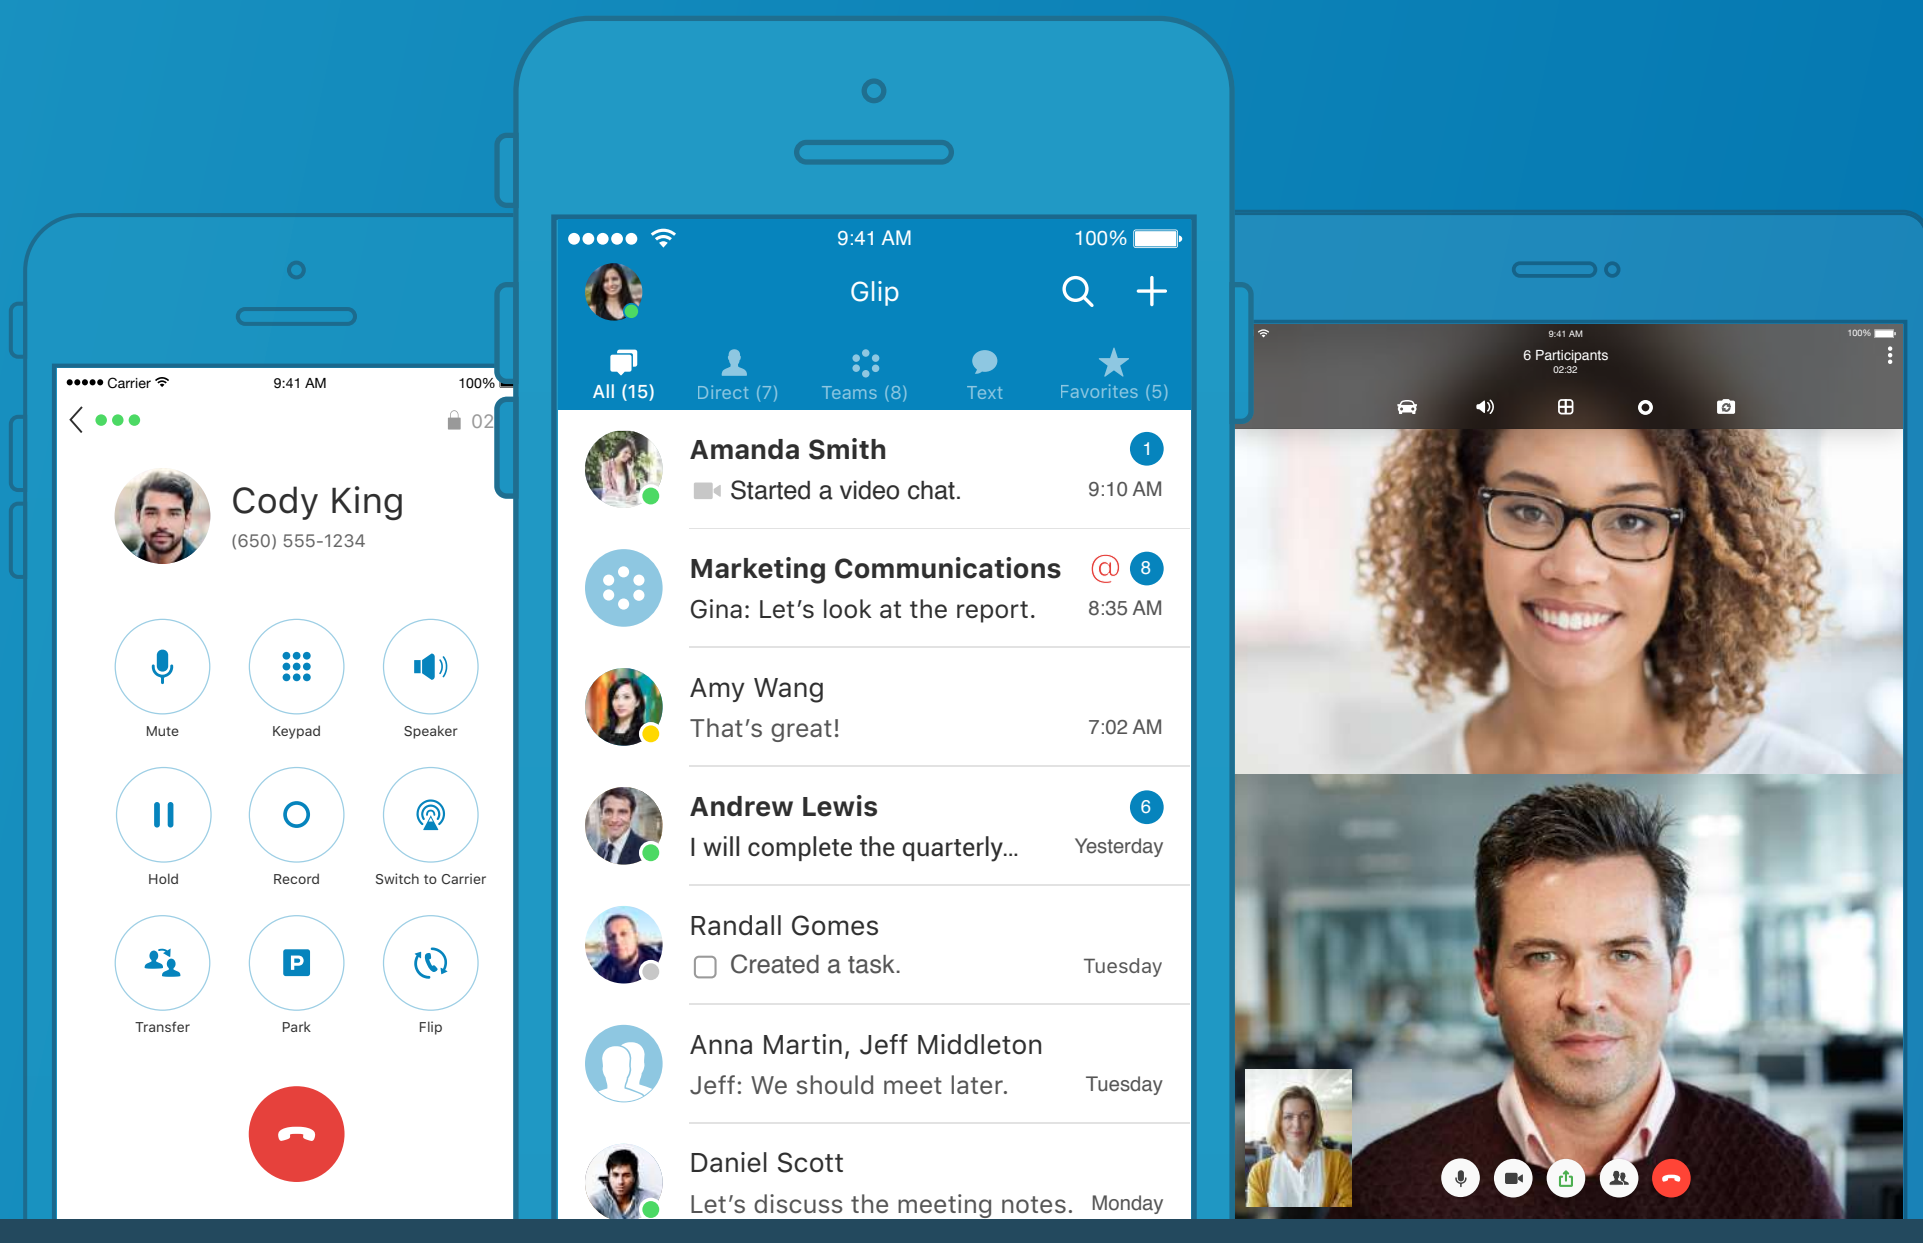 Carrier 9:41 AM 100%
02
Cody King
(650) 555-1234
Mute Keypad Speaker
Hold Record Switch to Carrier
P
Transfer Park Flip
9:41 AM 100%
Glip
All (15) Direct (7) Teams (8) Text Favorites (5)
Amanda Smith 1
Started a video chat. 9:10 AM
Marketing Communications @ 8
Gina: Let’s look at the report. 8:35 AM
Amy Wang
That’s great! 7:02 AM
Andrew Lewis 6
I will complete the quarterly... Yesterday
Randall Gomes
Created a task. Tuesday
Anna Martin, Jeff Middleton
Jeff: We should meet later. Tuesday
Daniel Scott
Let’s discuss the meeting notes. Monday
9:41 AM 100%
6 Participants
02:32